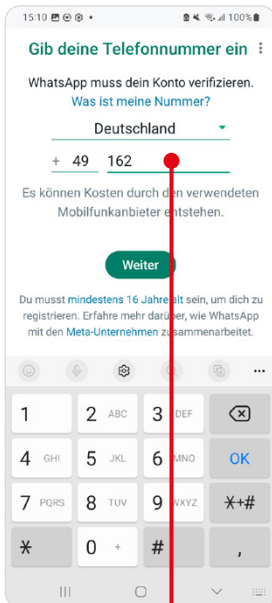 15:10 100%
Gib deine Telefonnummer ein
WhatsApp muss dein Konto verifizieren.
Was ist meine Nummer?
Deutschland
+ 49 162
Es können Kosten durch den verwendeten
Mobilfunkanbieter entstehen.
Weiter
Du musst mindestens 16 Jahre alt sein, um dich zu
registrieren. Erfahre mehr darüber, wie WhatsApp
mit den Meta-Unternehmen zusammenarbeitet.
1 2 ABC 3 DEF
4 GHI 5 JKL 6 MNO OK
7 PQRS 8 TUV 9 WXYZ *+#
* 0 + # ,